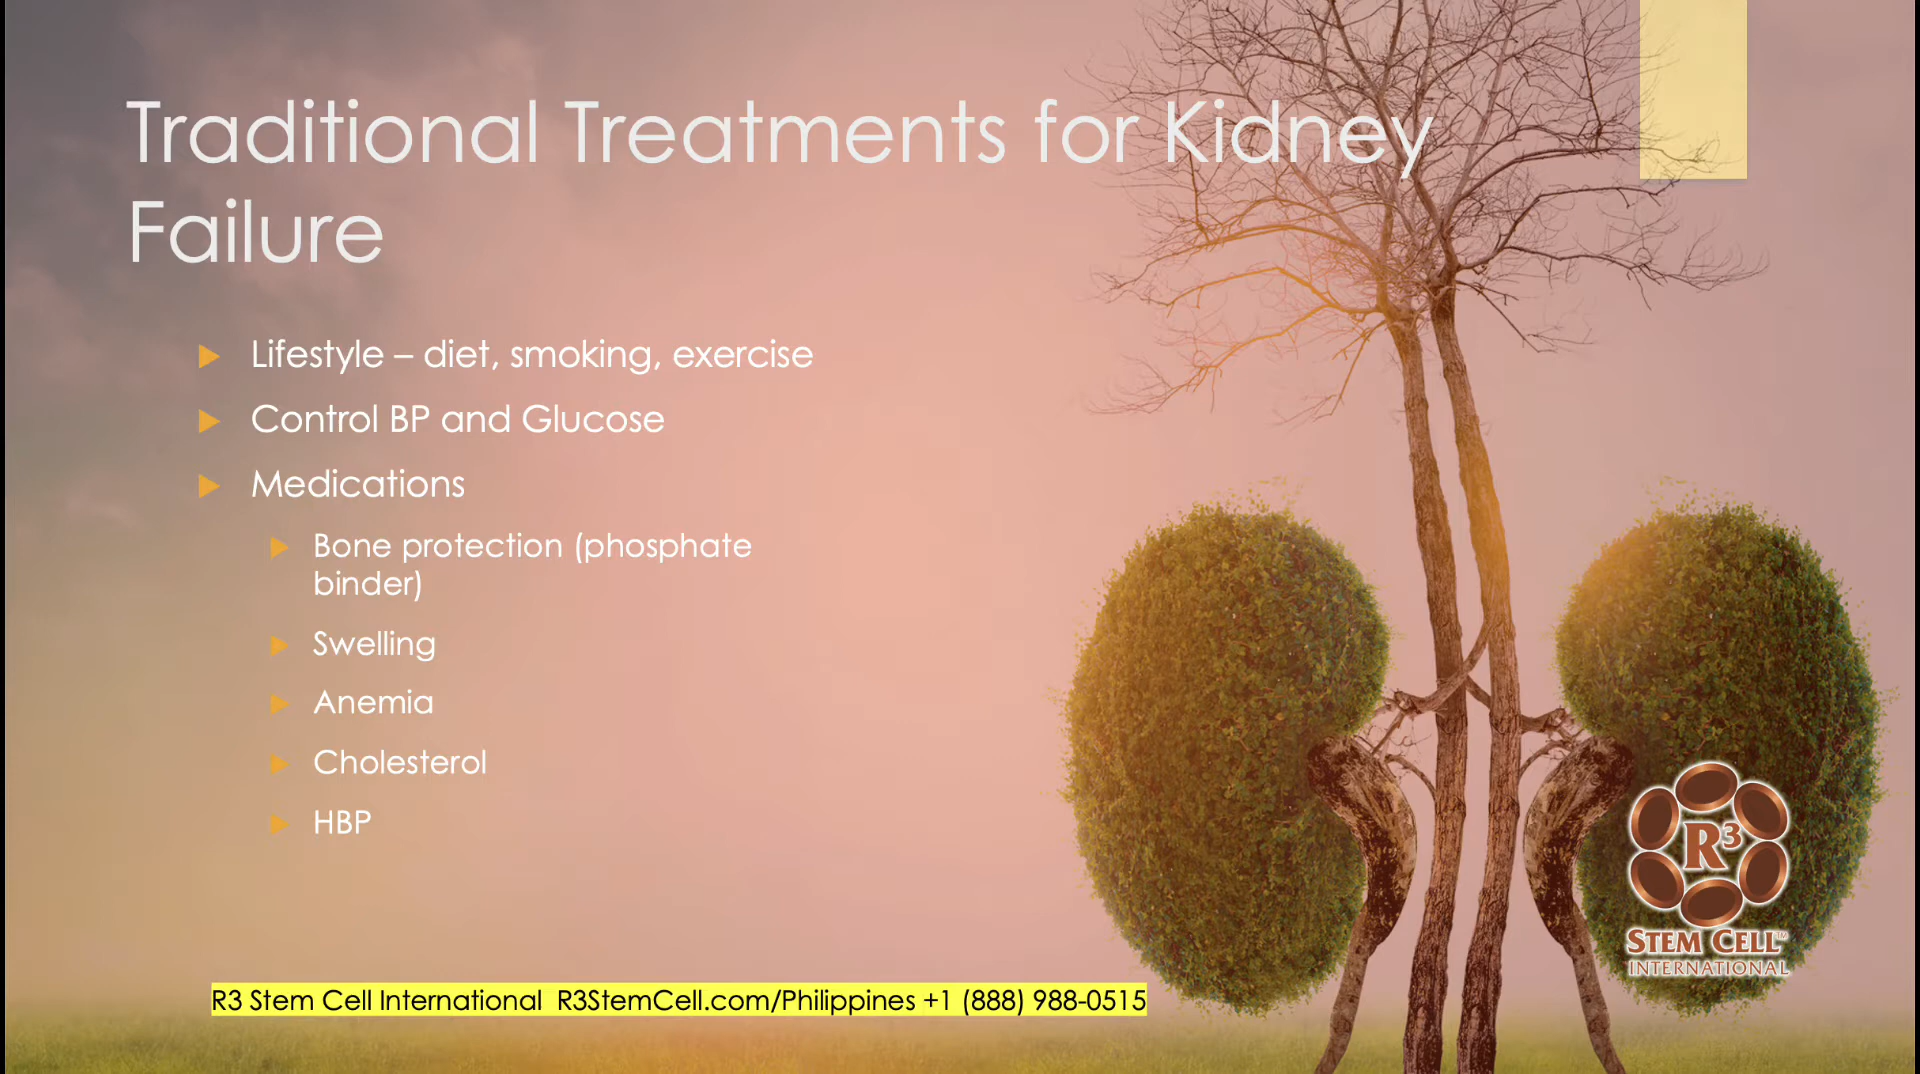 Traditional Treatments for Kidney
Failure
Lifestyle – diet, smoking, exercise
Control BP and Glucose
Medications
Bone protection (phosphate
binder)
Swelling
Anemia
Cholesterol
HBP
R3
STEM CELL™
INTERNATIONAL
R3 Stem Cell International R3StemCell.com/Philippines +1 (888) 988-0515